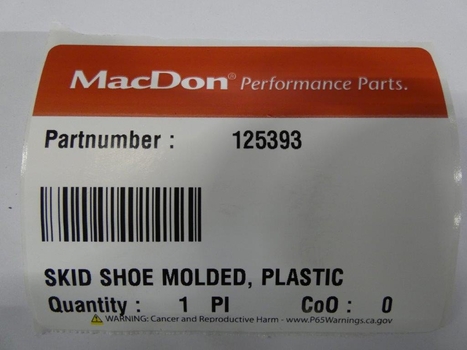 MacDon® Performance Parts.
Partnumber : 125393
SKID SHOE MOLDED, PLASTIC
Quantity : 1 PI CoO : 0
WARNING: Cancer and Reproductive Harm - www.P65Warnings.ca.gov